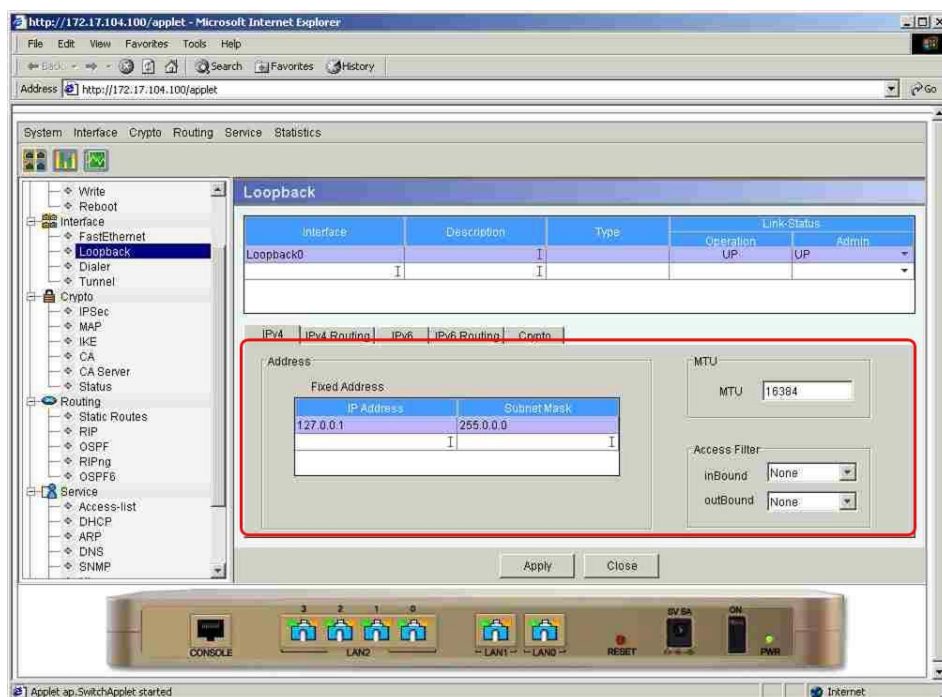 http://172.17.104.100/applet - Microsoft Internet Explorer
File Edit View Favorites Tools Help
Back Search Favorites History
Address http://172.17.104.100/applet Go
System Interface Crypto Routing Service Statistics
Write
Reboot
Interface
FastEthernet
Loopback
Dialer
Tunnel
Crypto
IPSec
MAP
IKE
CA
CA Server
Status
Routing
Static Routes
RIP
OSPF
RIPng
OSPF6
Service
Access-list
DHCP
ARP
DNS
SNMP
Loopback
Interface Description Type Link-Status
Operation Admin
Loopback0 UP UP
IPv4 IPv4 Routing IPv6 IPv6 Routing Crypto
Address
Fixed Address
IP Address Subnet Mask
127.0.0.1 255.0.0.0
MTU
MTU 16384
Access Filter
inBound None
outBound None
Apply Close
3 2 1 0
CONSOLE LAN2 LAN1 LAN0 RESET 5V 5A ON PWR
Applet ap.SwitchApplet started Internet